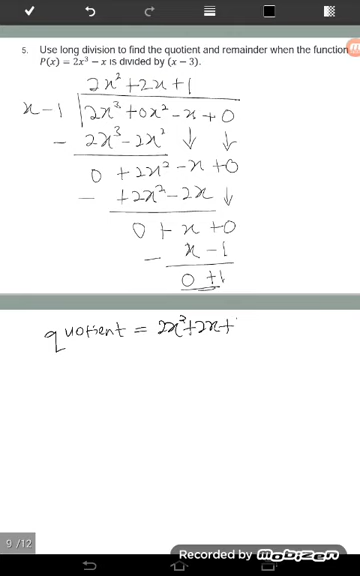 5. Use long division to find the quotient and remainder when the function
P(x) = 2x³ − x is divided by (x − 3).
2x² + 2x + 1
x − 1 | 2x³ + 0x² − x + 0
− 2x³ − 2x² ↓ ↓
0 + 2x² − x + 0
− + 2x² − 2x ↓
0 + x + 0
− x − 1
0 + 1
quotient = 2x³ + 2x +
9 /12
Recorded by Mobizen